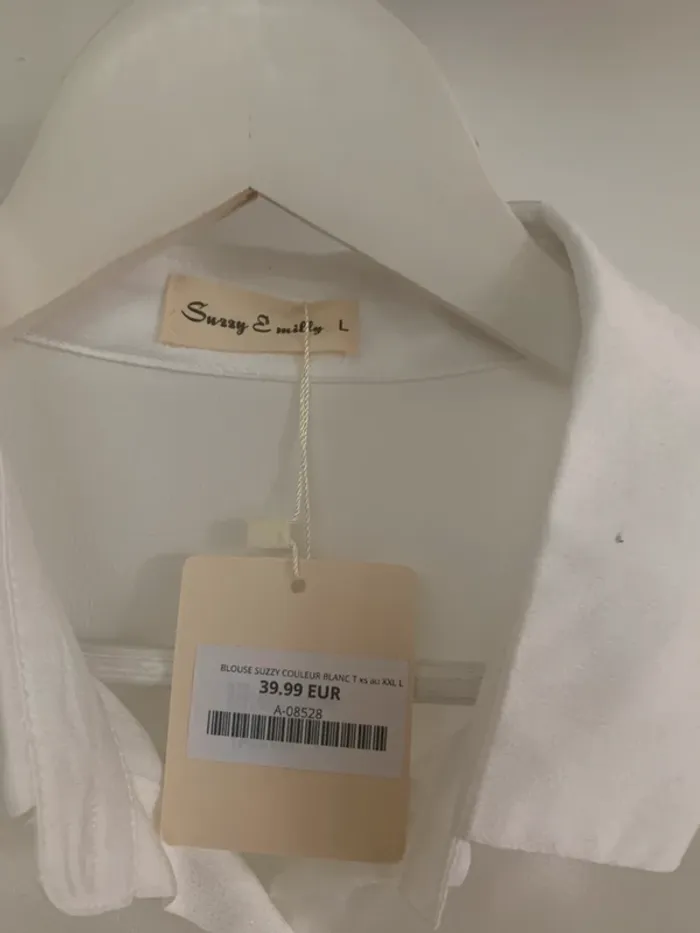 Suzzy Emilly L
BLOUSE SUZZY COULEUR BLANC T xs au XXL L
39.99 EUR
A-08528